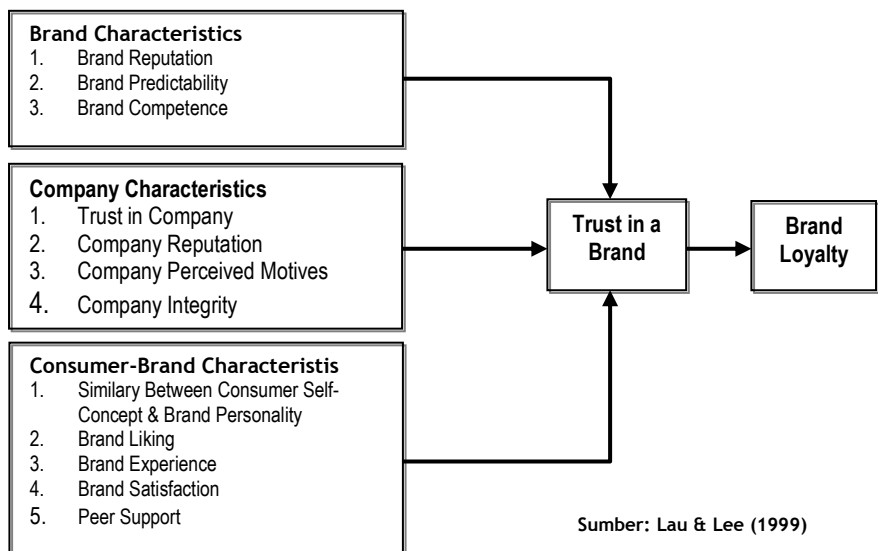 Brand Characteristics
1. Brand Reputation
2. Brand Predictability
3. Brand Competence
Company Characteristics
1. Trust in Company
2. Company Reputation
3. Company Perceived Motives
4. Company Integrity
Consumer-Brand Characteristis
1. Similary Between Consumer Self-
Concept & Brand Personality
2. Brand Liking
3. Brand Experience
4. Brand Satisfaction
5. Peer Support
Trust in a
Brand
Brand
Loyalty
Sumber: Lau & Lee (1999)